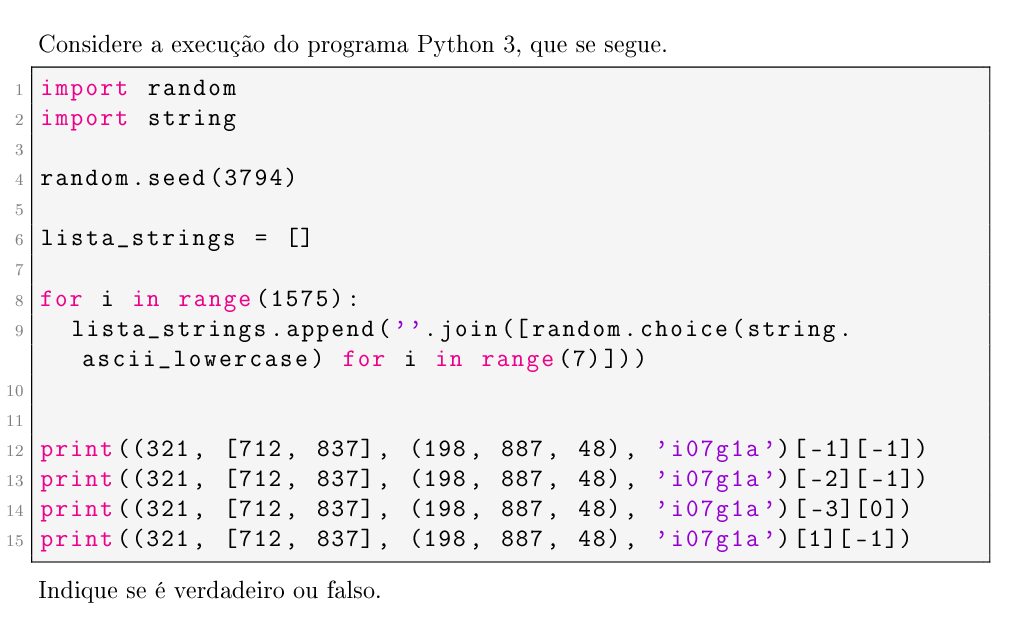 Considere a execução do programa Python 3, que se segue.
1 import random
2 import string
3
4 random.seed(3794)
5
6 lista_strings = []
7
8 for i in range(1575):
9 lista_strings.append(''.join([random.choice(string.
ascii_lowercase) for i in range(7)]))
10
11
12 print((321, [712, 837], (198, 887, 48), 'i07g1a')[-1][-1])
13 print((321, [712, 837], (198, 887, 48), 'i07g1a')[-2][-1])
14 print((321, [712, 837], (198, 887, 48), 'i07g1a')[-3][0])
15 print((321, [712, 837], (198, 887, 48), 'i07g1a')[1][-1])
Indique se é verdadeiro ou falso.